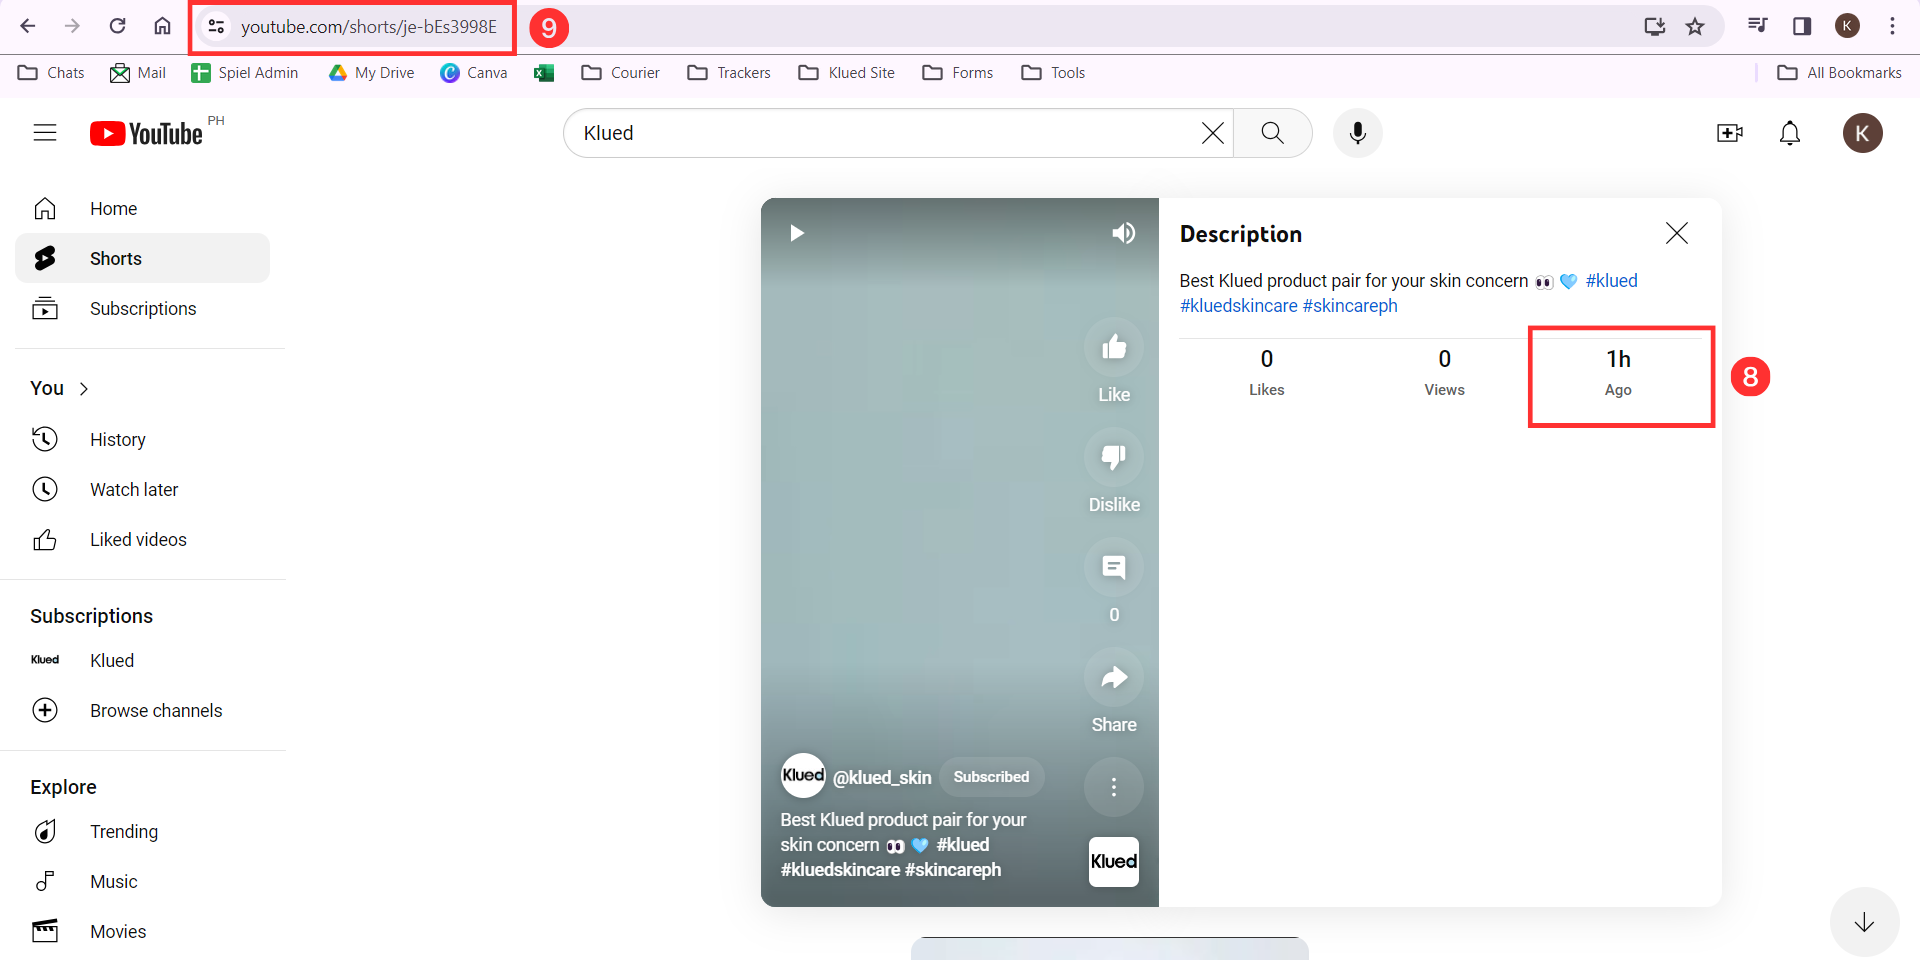 youtube.com/shorts/je-bEs3998E
9
K
Chats
Mail
Spiel Admin
My Drive
Canva
Courier
Trackers
Klued Site
Forms
Tools
All Bookmarks
YouTube PH
Klued
K
Home
Shorts
Subscriptions
You
History
Watch later
Liked videos
Subscriptions
Klued Klued
Browse channels
Explore
Trending
Music
Movies
Like
Dislike
0
Share
Klued @klued_skin Subscribed
Best Klued product pair for your
skin concern 👀 🩵 #klued
#kluedskincare #skincareph
Klued
Description
Best Klued product pair for your skin concern 👀 🩵 #klued
#kluedskincare #skincareph
0 0 1h
Likes Views Ago
8